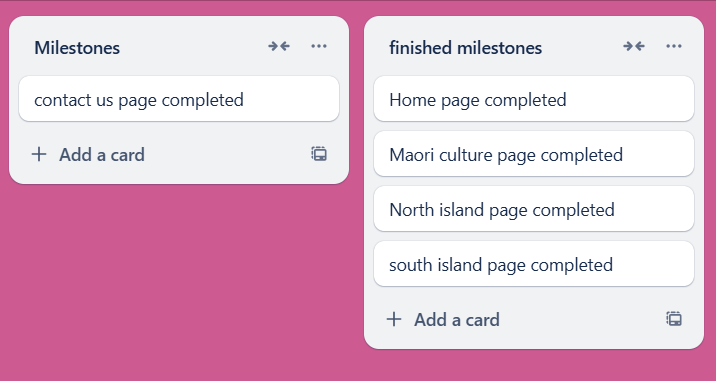 Milestones
contact us page completed
Add a card
finished milestones
Home page completed
Maori culture page completed
North island page completed
south island page completed
Add a card